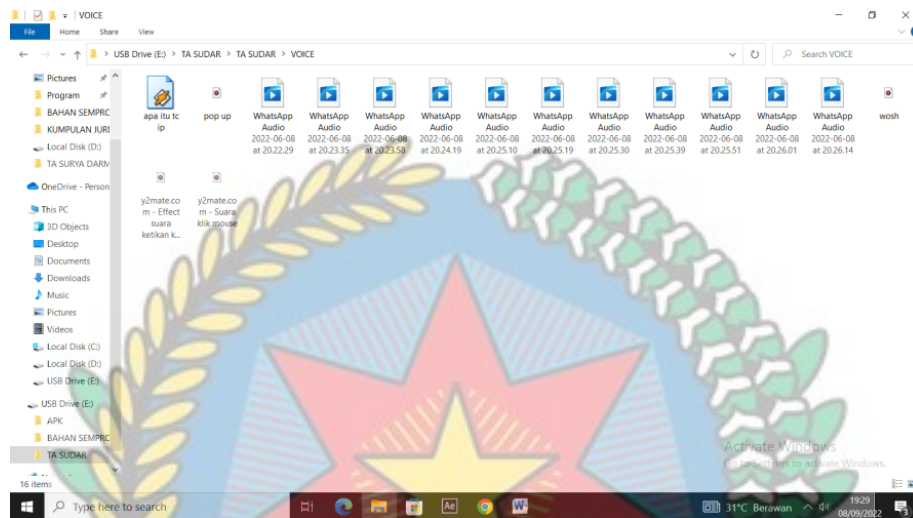 VOICE
File Home Share View
USB Drive (E:) > TA SUDAR > TA SUDAR > VOICE
Search VOICE
Pictures
Program
BAHAN SEMPRC
KUMPULAN JURI
Local Disk (D:)
TA SURYA DARM
OneDrive - Person
This PC
3D Objects
Desktop
Documents
Downloads
Music
Pictures
Videos
Local Disk (C:)
Local Disk (D:)
USB Drive (E:)
USB Drive (E:)
APK
BAHAN SEMPRC
TA SUDAR
apa itu tc
ip
pop up
WhatsApp
Audio
2022-06-08
at 20.22.29
WhatsApp
Audio
2022-06-08
at 20.23.35
WhatsApp
Audio
2022-06-08
at 20.23.58
WhatsApp
Audio
2022-06-08
at 20.24.19
WhatsApp
Audio
2022-06-08
at 20.25.10
WhatsApp
Audio
2022-06-08
at 20.25.19
WhatsApp
Audio
2022-06-08
at 20.25.30
WhatsApp
Audio
2022-06-08
at 20.25.39
WhatsApp
Audio
2022-06-08
at 20.25.51
WhatsApp
Audio
2022-06-08
at 20.26.01
WhatsApp
Audio
2022-06-08
at 20.26.14
wosh
y2mate.co
m - Effect
suara
ketikan k...
y2mate.co
m - Suara
klik mouse
Activate Windows
Go to Settings to activate Windows.
16 items
Type here to search
Ae
W
31°C Berawan
19:29
08/09/2022
3